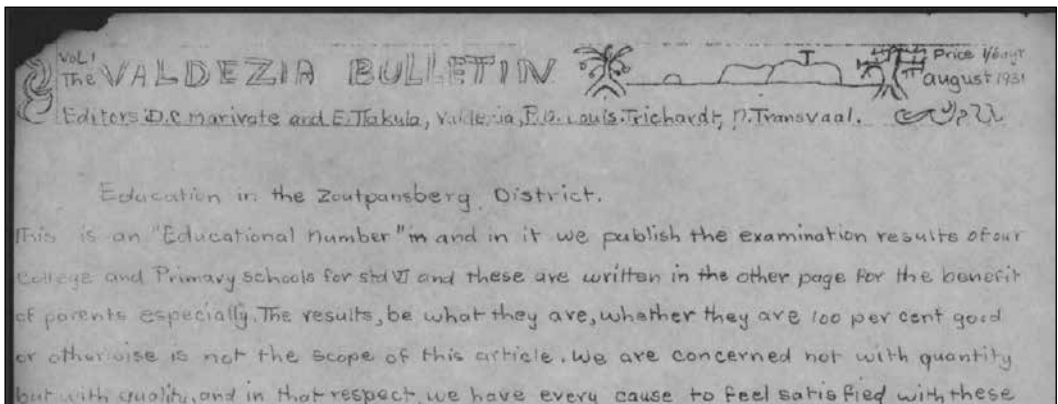 Vol 1
The VALDEZIA BULLETIN
Price 1/6 a yr
august 1931
Editors D.C marivate and E.Tlakula, Valdezia, P.O. Louis.Trichardt, N.Transvaal.
Education in the Zoutpansberg District.
This is an "Educational number" in and in it we publish the examination results of our
College and Primary schools for std VI and these are written in the other page for the benefit
of parents especially. The results, be what they are, whether they are 100 per cent good
or otherwise is not the scope of this article. We are concerned not with quantity
but with quality, and in that respect we have every cause to feel satisfied with these